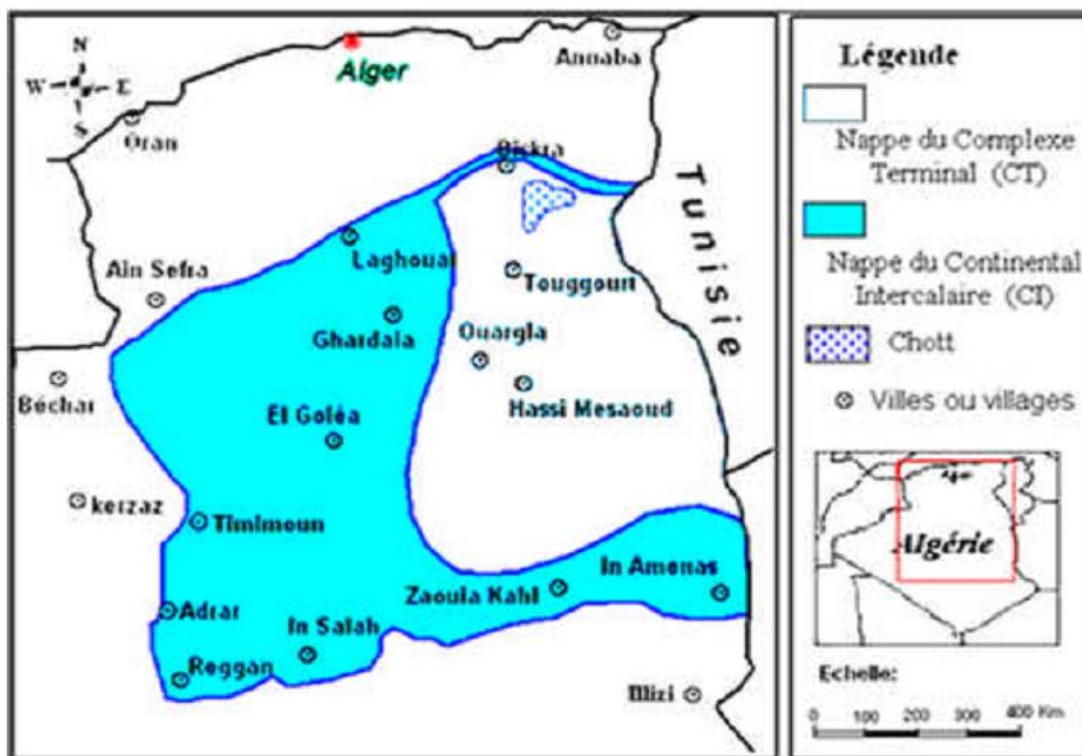 N
W
E
S
Alger
Annaba
Oran
Biskra
Laghouat
Aln Sefra
Touggourt
Ghardaia
Ouargla
Béchar
Hassi Mesaoud
El Goléa
kerzaz
Timimoun
In Amenas
Zaouia Kahl
Adrar
In Salah
Reggan
Illizi
Tunisie
Légende
Nappe du Complexe
Terminal (CT)
Nappe du Continental
Intercalaire (CI)
Chott
Villes ou villages
Algérie
Echelle:
0 100 200 300 400 Km